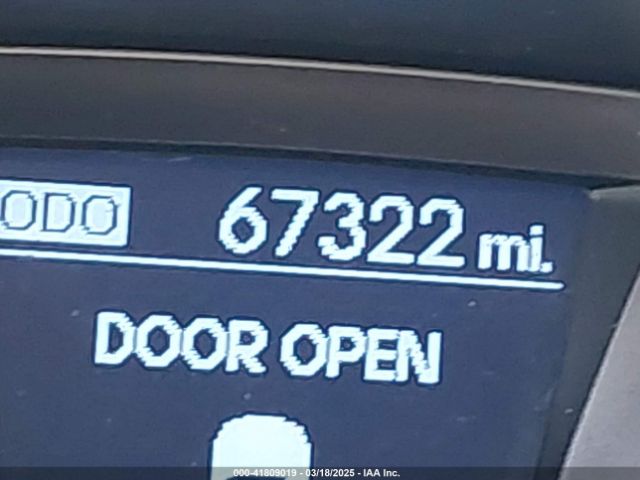 ODO 67322 mi.
DOOR OPEN
000-41809019 - 03/18/2025 - IAA Inc.